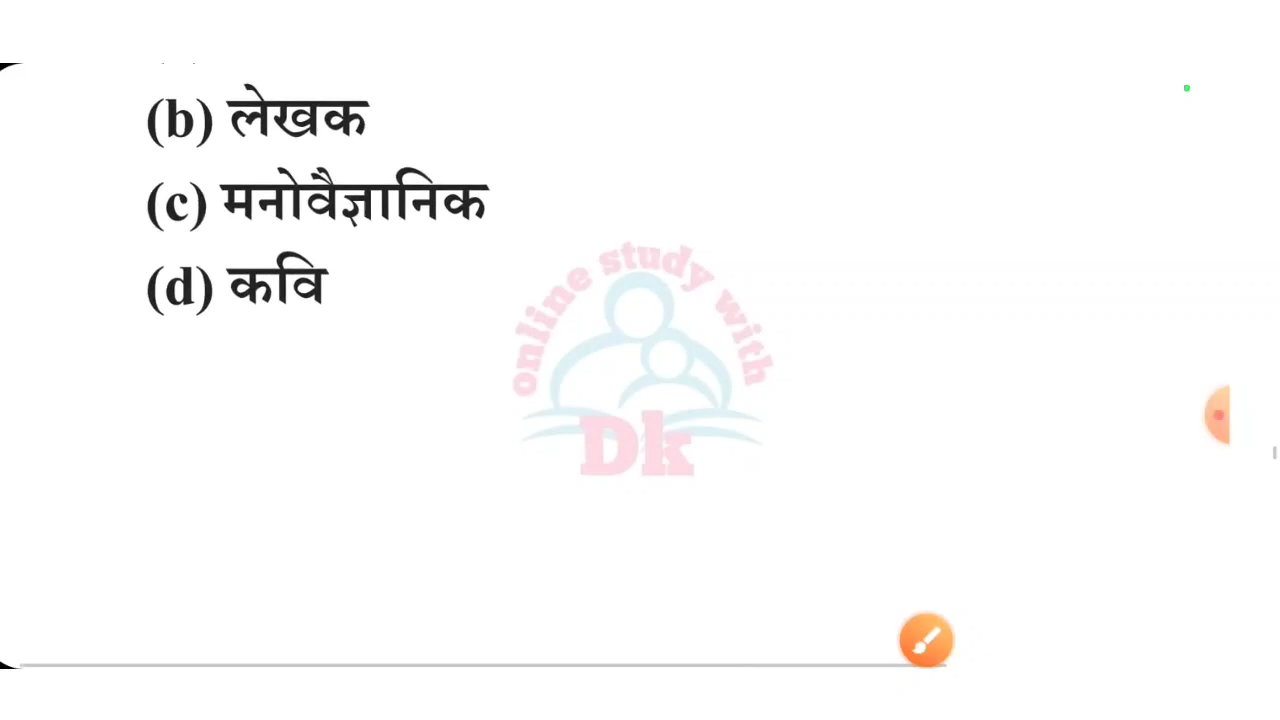 (b) लेखक
(c) मनोवैज्ञानिक
(d) कवि
online study with
Dk